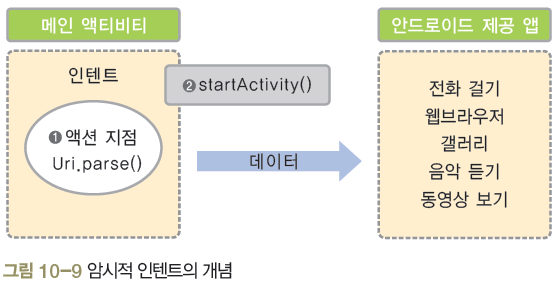 메인 액티비티
인텐트
❶액션 지점
Uri.parse()
❷startActivity()
데이터
안드로이드 제공 앱
전화 걸기
웹브라우저
갤러리
음악 듣기
동영상 보기
그림 10-9 암시적 인텐트의 개념